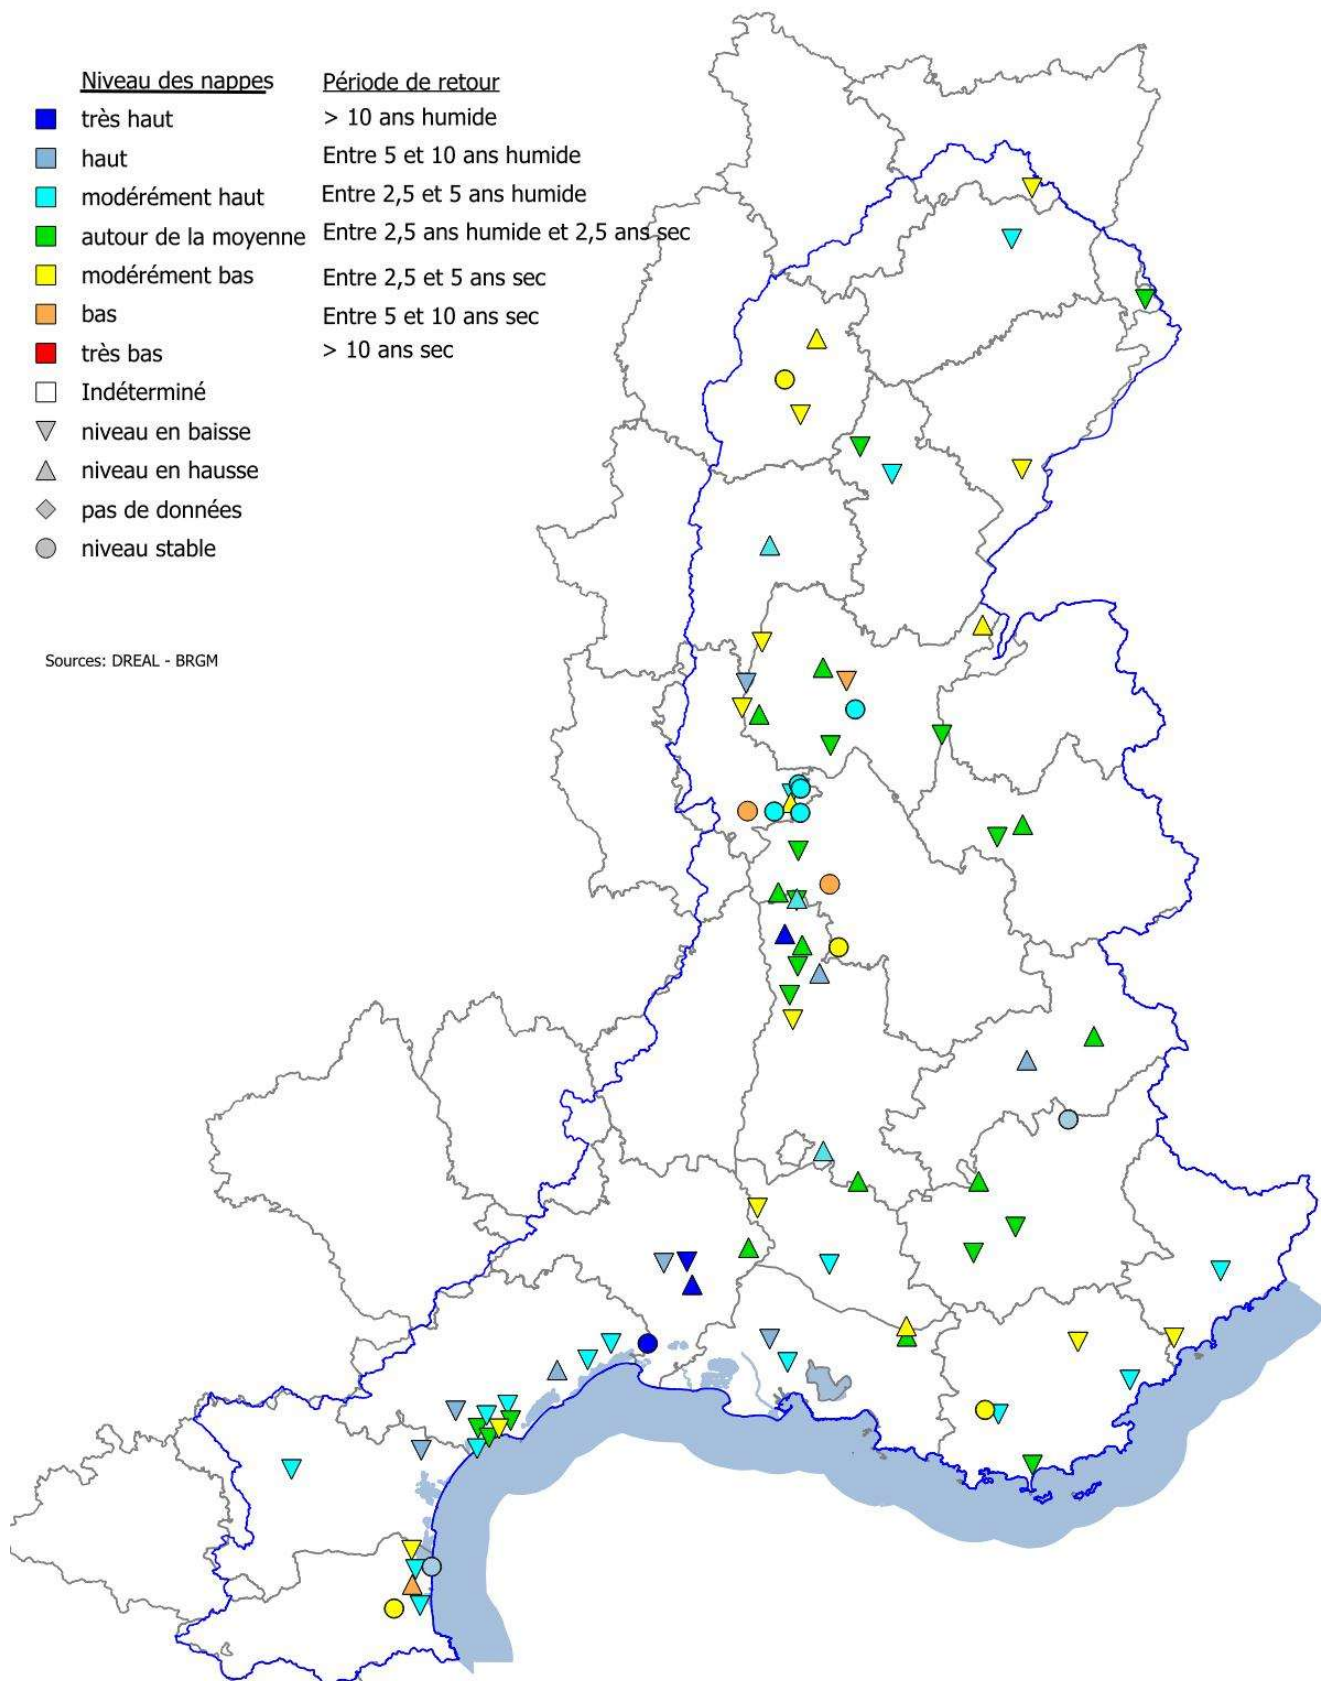 Niveau des nappes Période de retour
très haut > 10 ans humide
haut Entre 5 et 10 ans humide
modérément haut Entre 2,5 et 5 ans humide
autour de la moyenne Entre 2,5 ans humide et 2,5 ans sec
modérément bas Entre 2,5 et 5 ans sec
bas Entre 5 et 10 ans sec
très bas > 10 ans sec
Indéterminé
niveau en baisse
niveau en hausse
pas de données
niveau stable
Sources: DREAL - BRGM